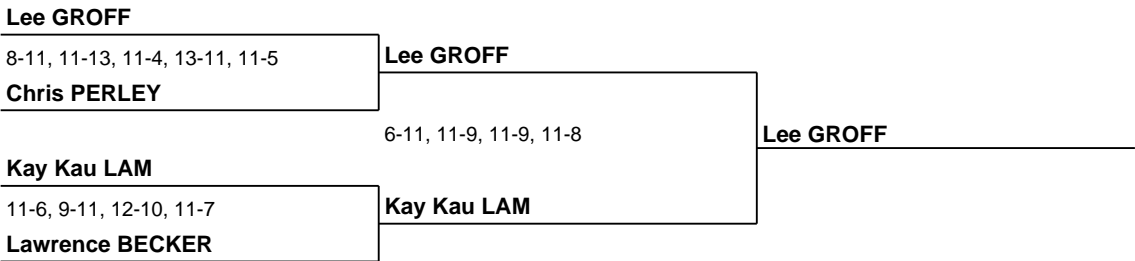 Lee GROFF
8-11, 11-13, 11-4, 13-11, 11-5
Lee GROFF
Chris PERLEY
6-11, 11-9, 11-9, 11-8
Lee GROFF
Kay Kau LAM
11-6, 9-11, 12-10, 11-7
Kay Kau LAM
Lawrence BECKER